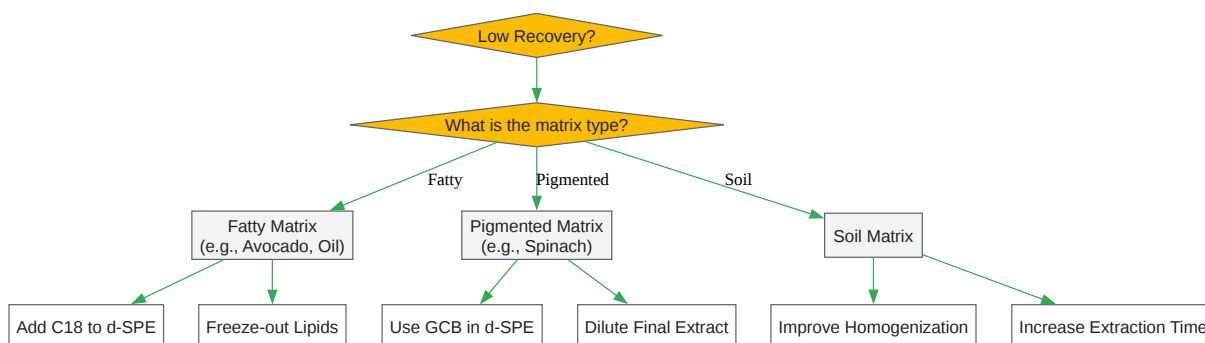 Low Recovery?
What is the matrix type?
Fatty
Pigmented
Soil
Fatty Matrix
(e.g., Avocado, Oil)
Pigmented Matrix
(e.g., Spinach)
Soil Matrix
Add C18 to d-SPE
Freeze-out Lipids
Use GCB in d-SPE
Dilute Final Extract
Improve Homogenization
Increase Extraction Time